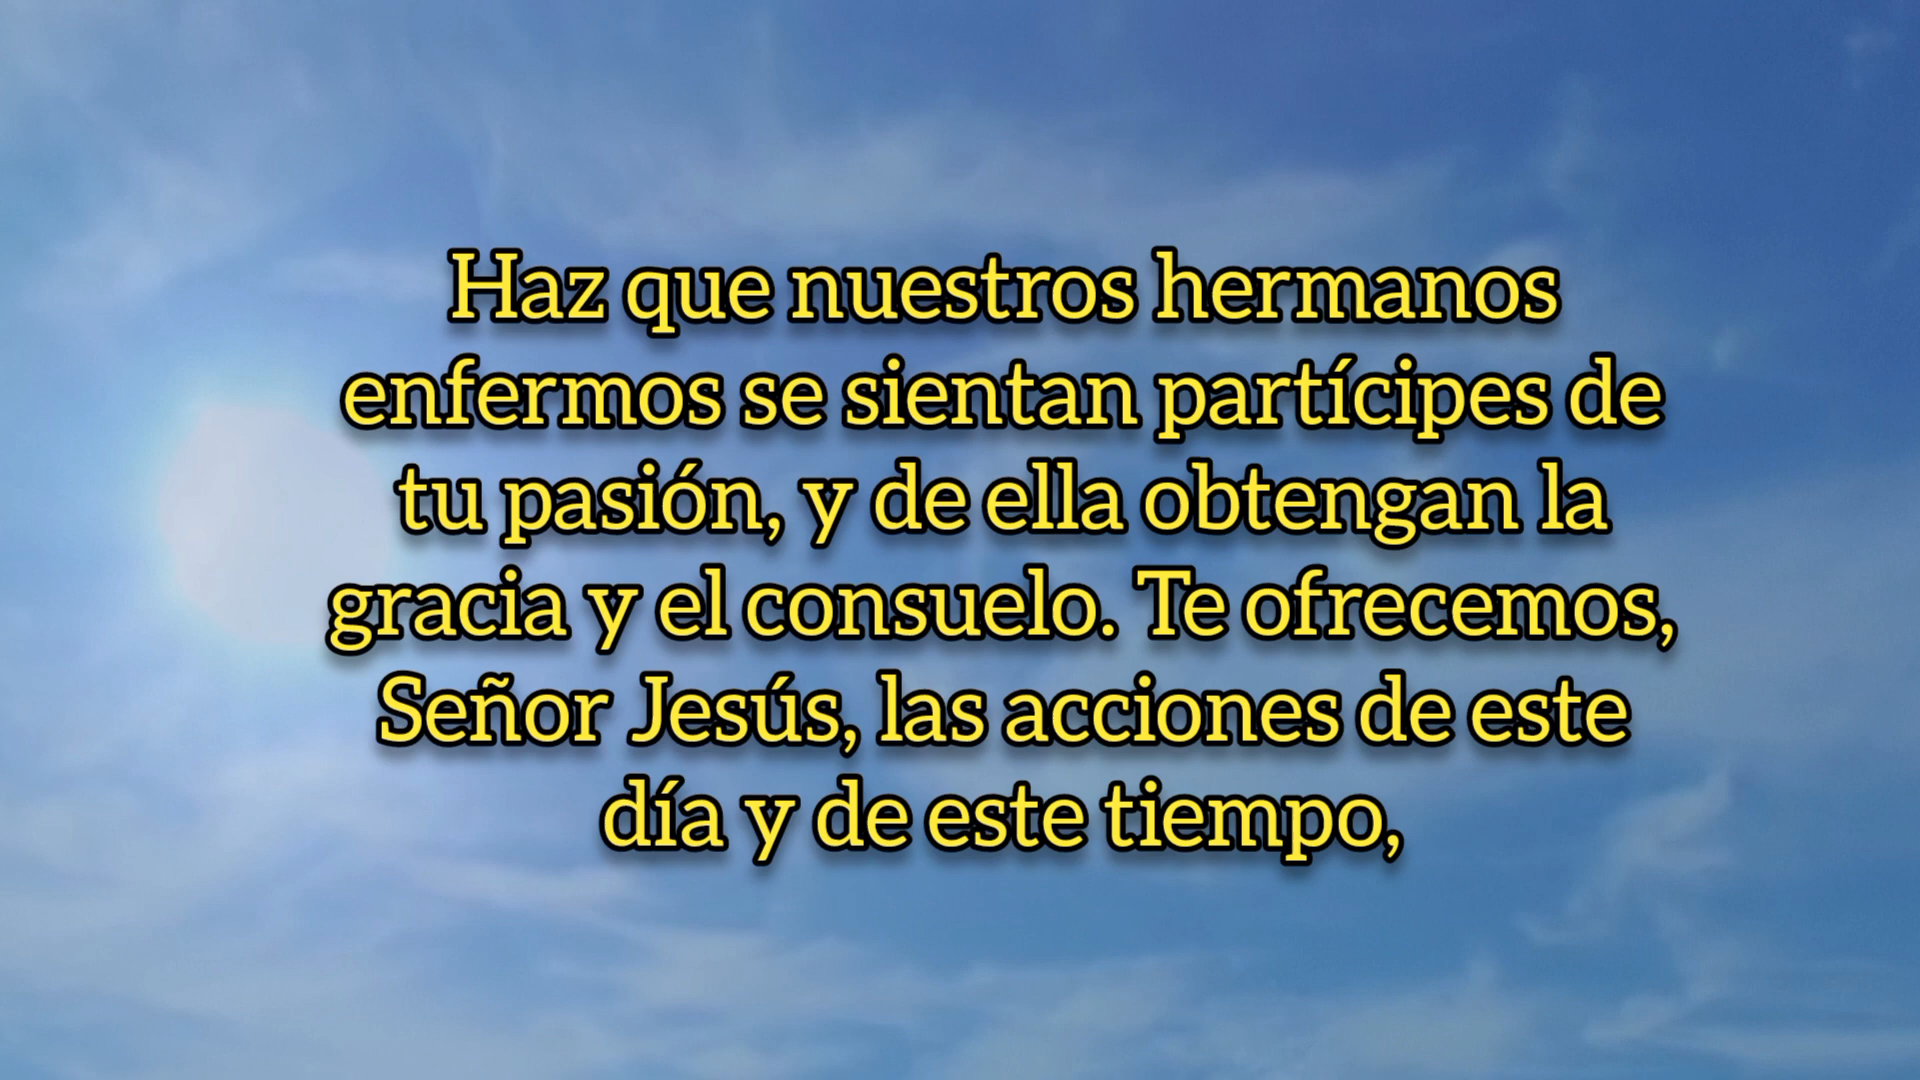 Haz que nuestros hermanos
enfermos se sientan partícipes de
tu pasión, y de ella obtengan la
gracia y el consuelo. Te ofrecemos,
Señor Jesús, las acciones de este
día y de este tiempo,